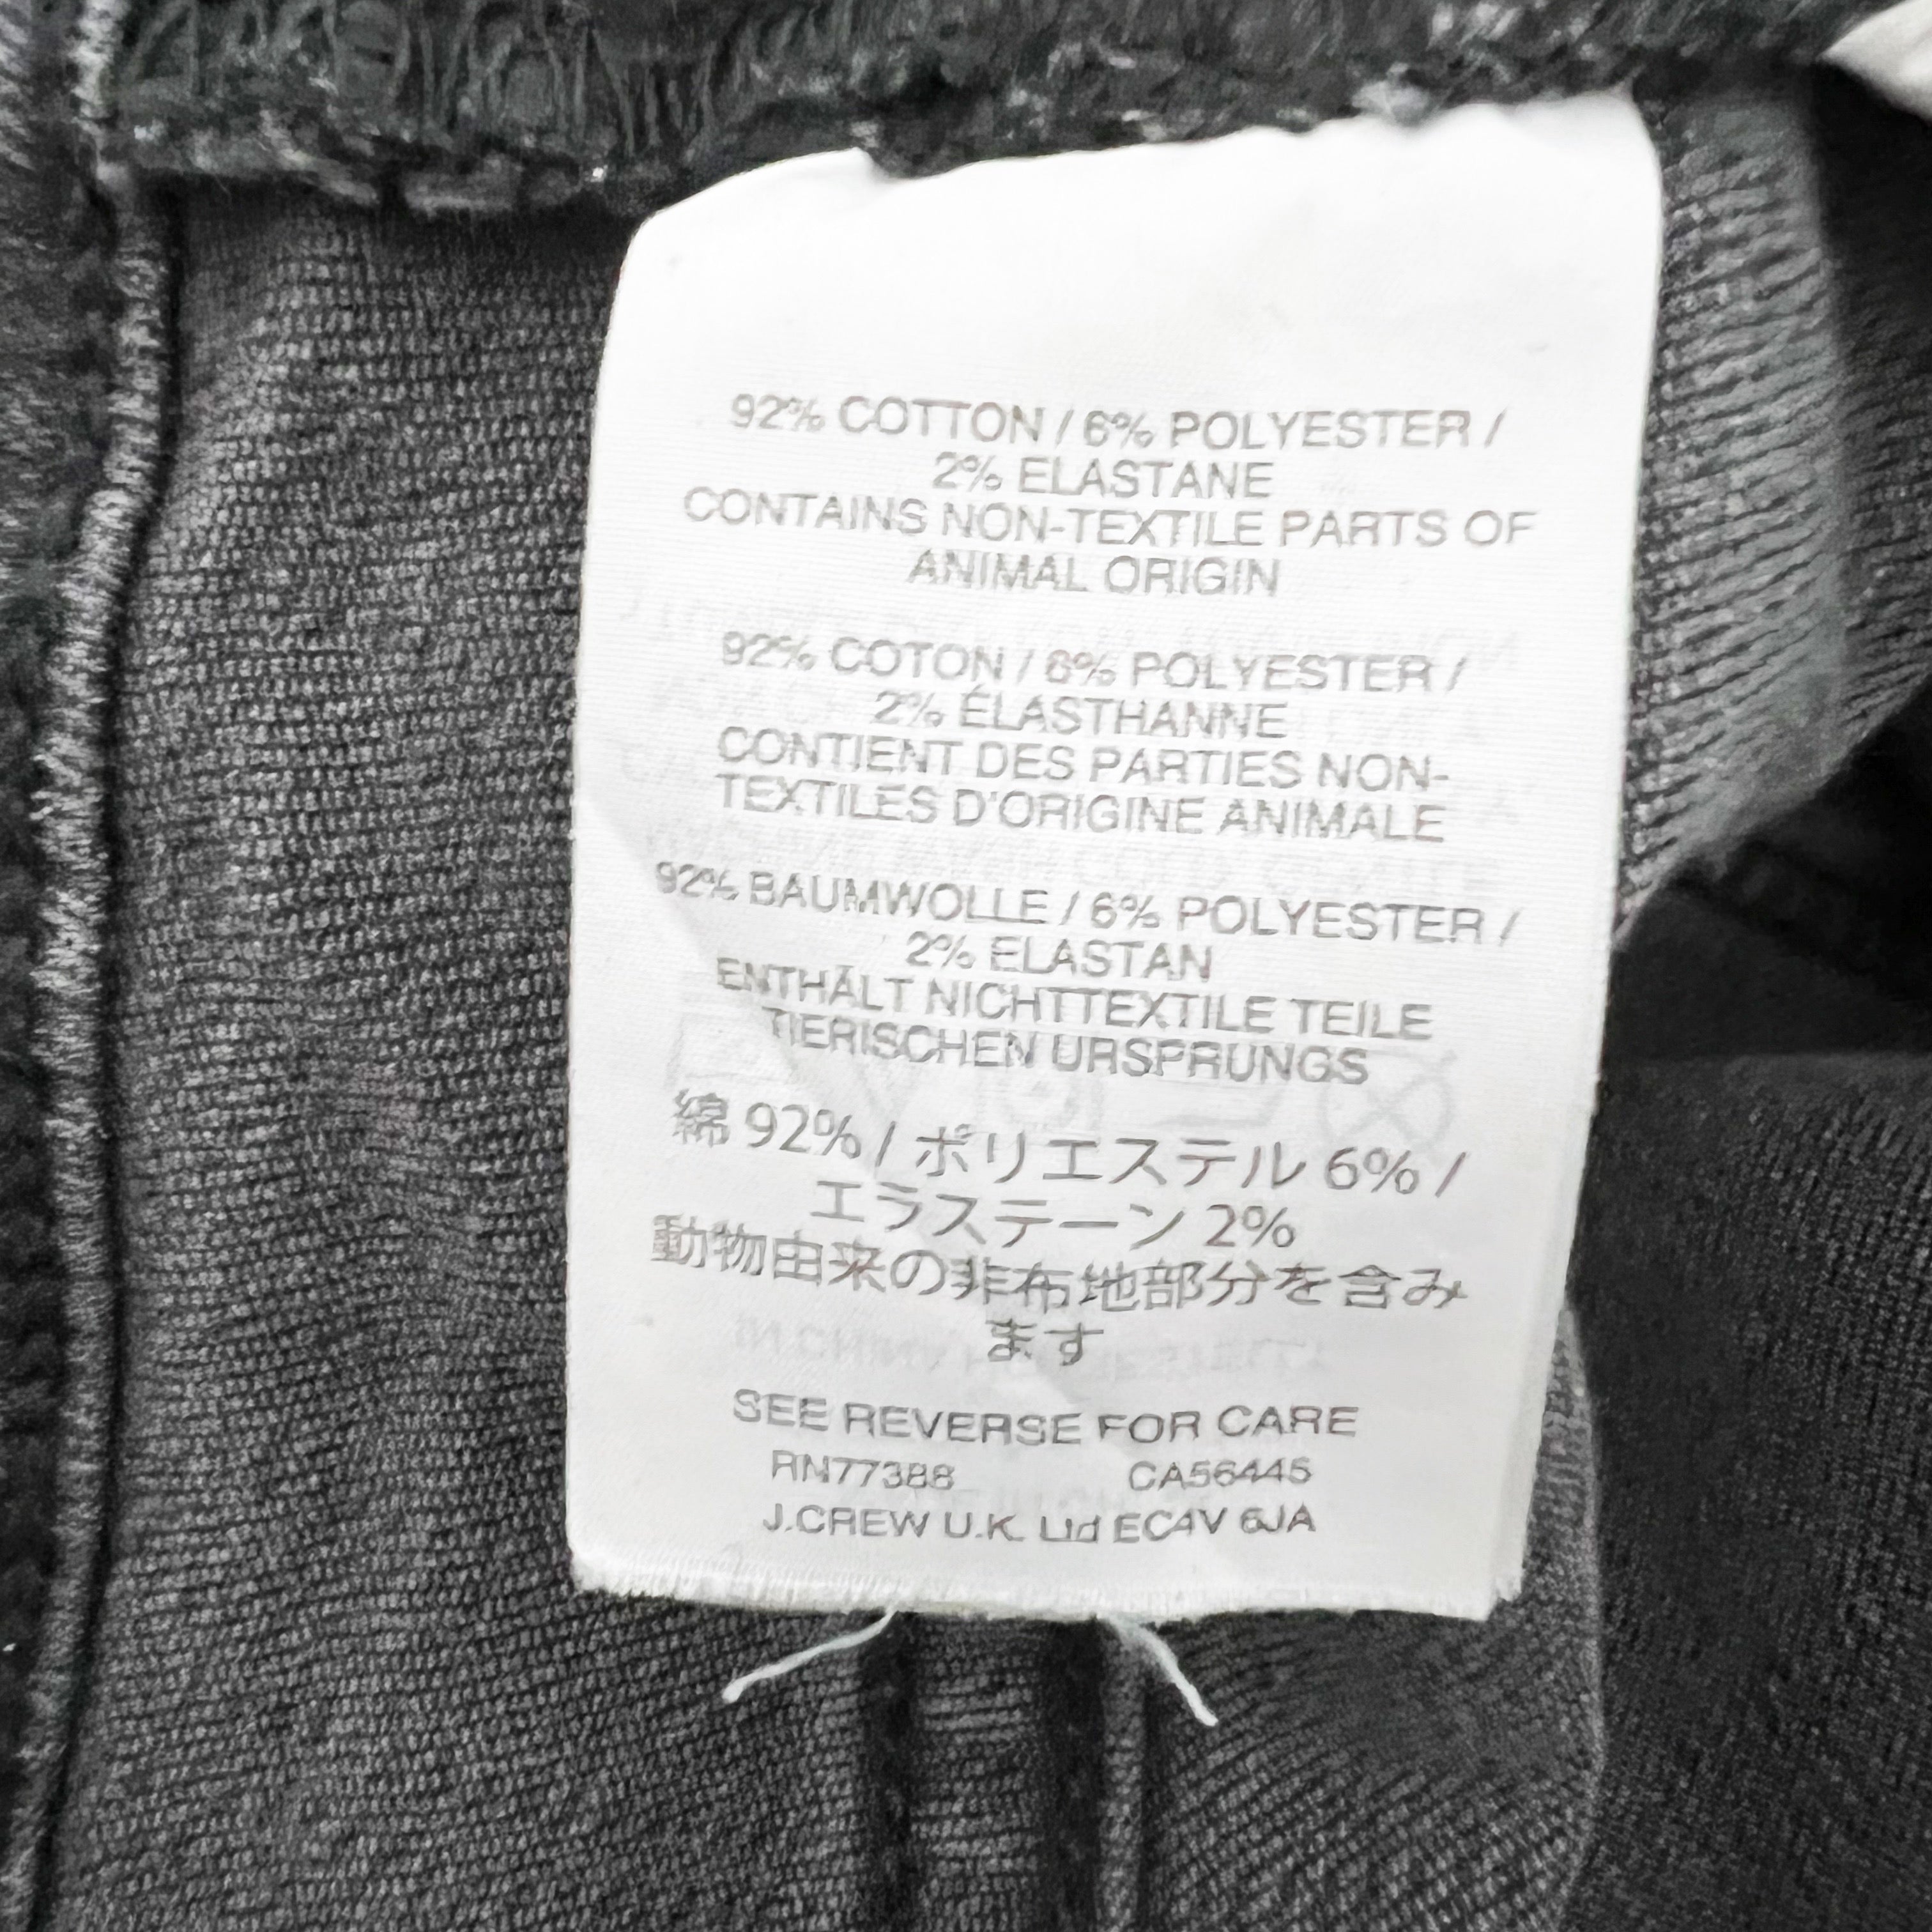 92% COTTON / 6% POLYESTER /
2% ELASTANE
CONTAINS NON-TEXTILE PARTS OF
ANIMAL ORIGIN
92% COTON / 6% POLYESTER /
2% ÉLASTHANNE
CONTIENT DES PARTIES NON-
TEXTILES D'ORIGINE ANIMALE
92% BAUMWOLLE / 6% POLYESTER /
2% ELASTAN
ENTHÄLT NICHTTEXTILE TEILE
TIERISCHEN URSPRUNGS
綿 92% / ポリエステル 6% /
エラステーン 2%
動物由来の非布地部分を含み
ます
SEE REVERSE FOR CARE
RN77388 CA56445
J.CREW U.K. Ltd EC4V 6JA